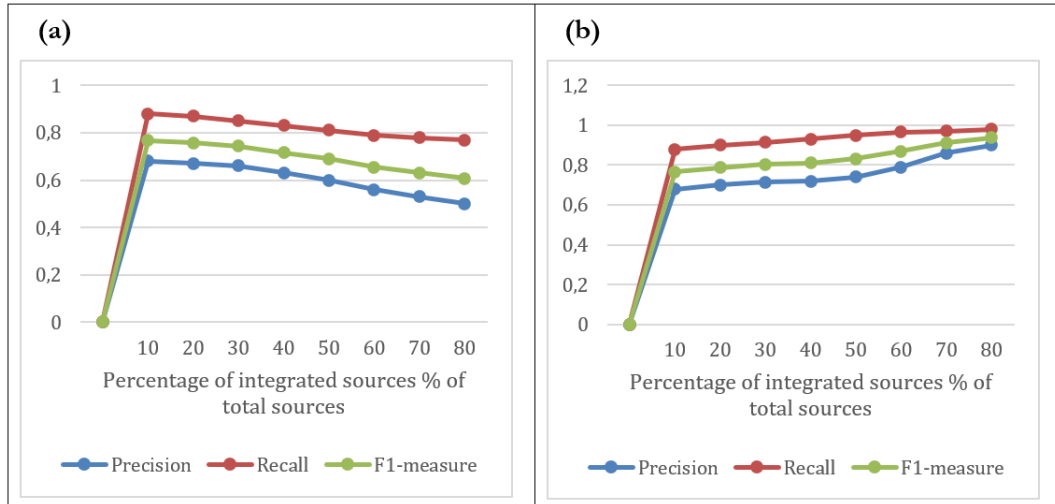 (a)
1
0,8
0,6
0,4
0,2
0
10 20 30 40 50 60 70 80
Percentage of integrated sources % of
total sources
Precision Recall F1-measure
(b)
1,2
1
0,8
0,6
0,4
0,2
0
10 20 30 40 50 60 70 80
Percentage of integrated sources % of
total sources
Precision Recall F1-measure